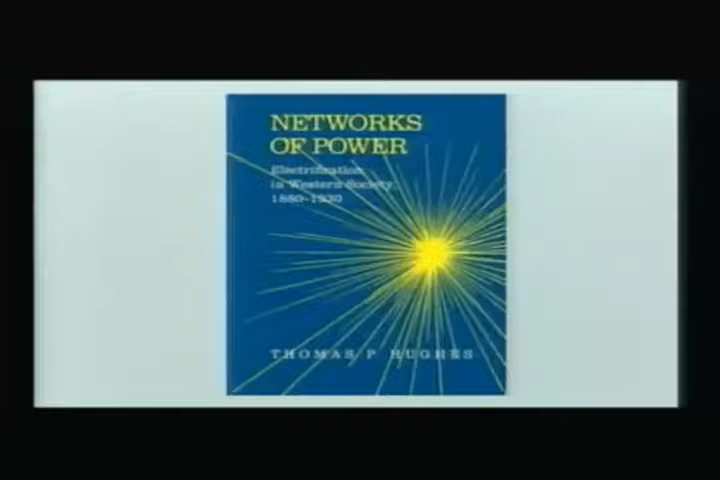 NETWORKS
OF POWER
Electrification
in Western Society,
1880-1930
THOMAS P. HUGHES